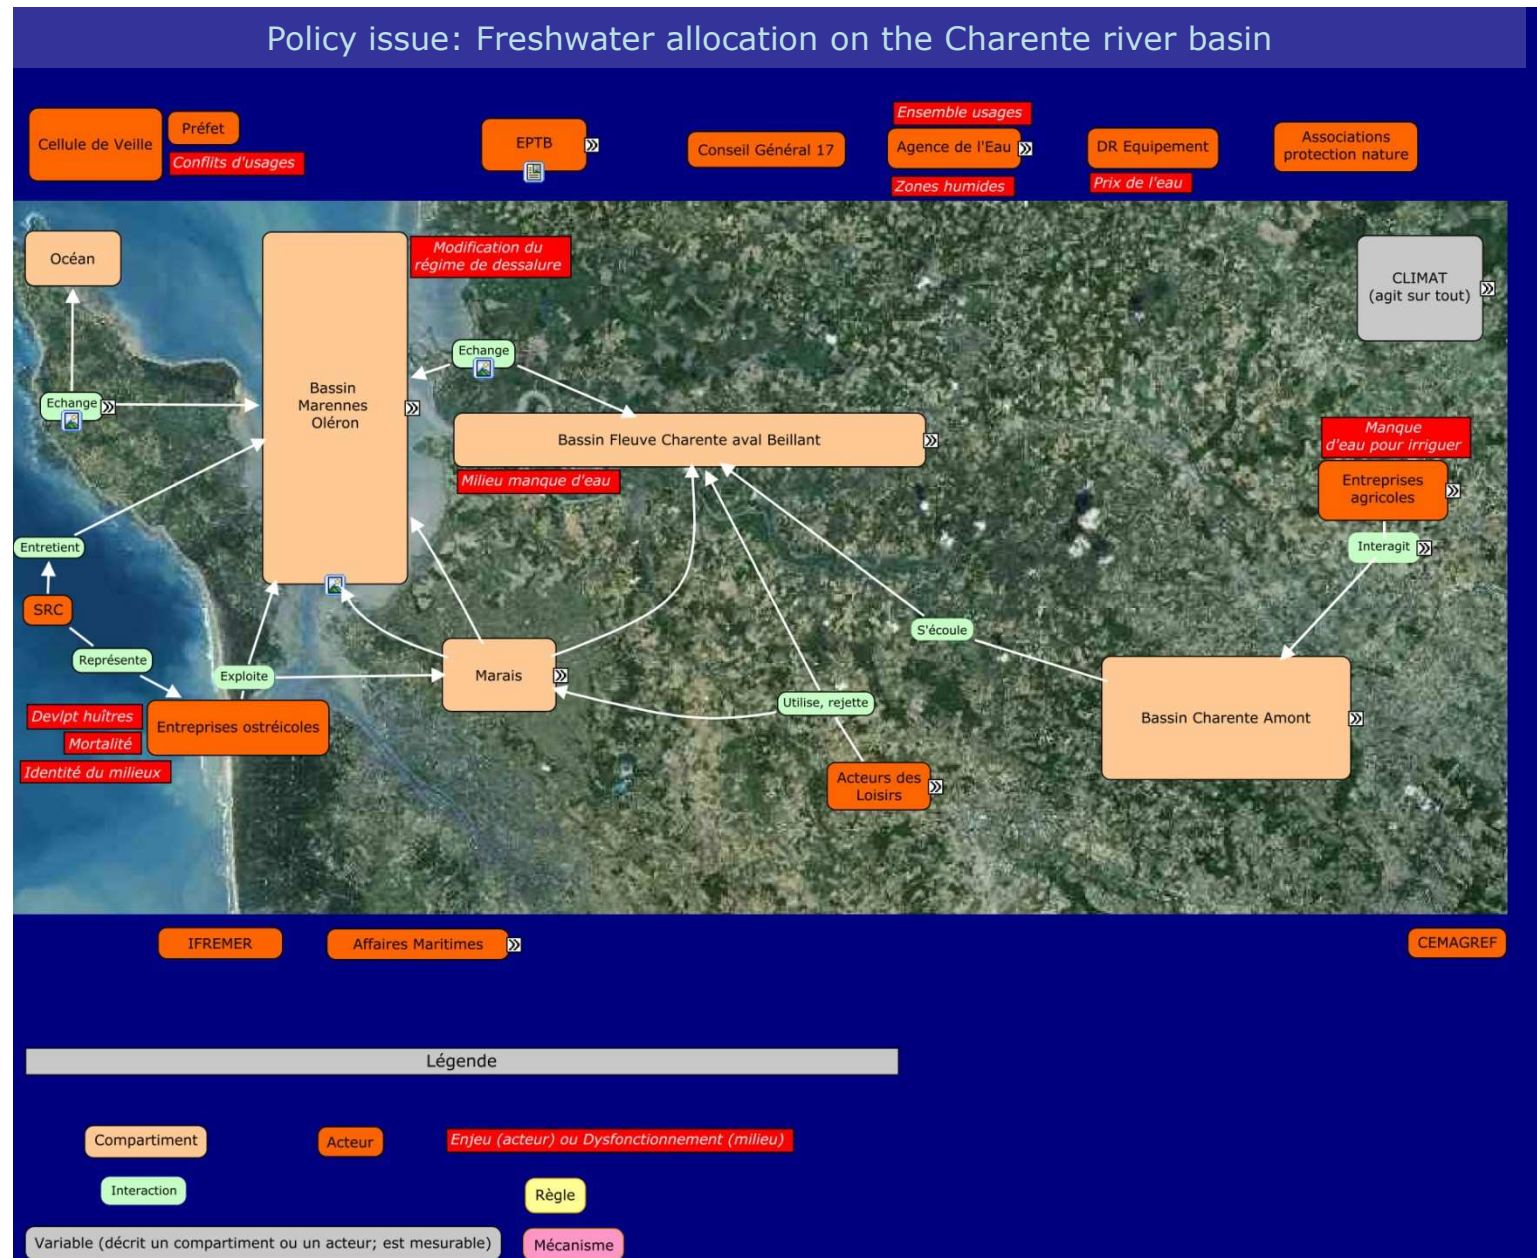 Policy issue: Freshwater allocation on the Charente river basin
Cellule de Veille
Préfet
Conflits d'usages
EPTB
Conseil Général 17
Ensemble usages
Agence de l'Eau
Zones humides
DR Equipement
Prix de l'eau
Associations
protection nature
Océan
Modification du
régime de dessalure
CLIMAT
(agit sur tout)
Echange
Bassin
Marennes
Oléron
Echange
Bassin Fleuve Charente aval Beillant
Milieu manque d'eau
Manque
d'eau pour irriguer
Entreprises
agricoles
Interagit
Entretient
SRC
Représente
Exploite
Marais
S'écoule
Utilise, rejette
Bassin Charente Amont
Devlpt huîtres
Mortalité
Identité du milieux
Entreprises ostréicoles
Acteurs des
Loisirs
IFREMER
Affaires Maritimes
CEMAGREF
Légende
Compartiment
Acteur
Enjeu (acteur) ou Dysfonctionnement (milieu)
Interaction
Règle
Variable (décrit un compartiment ou un acteur; est mesurable)
Mécanisme